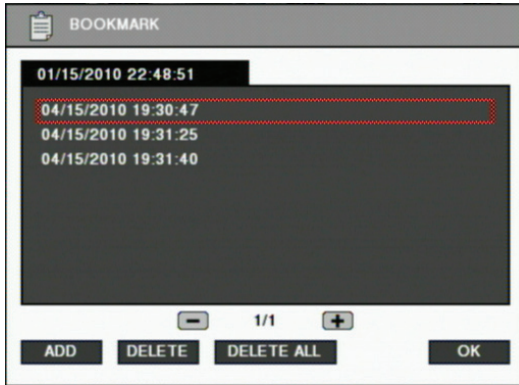 BOOKMARK
01/15/2010 22:48:51
04/15/2010 19:30:47
04/15/2010 19:31:25
04/15/2010 19:31:40
- 1/1 +
ADD DELETE DELETE ALL OK